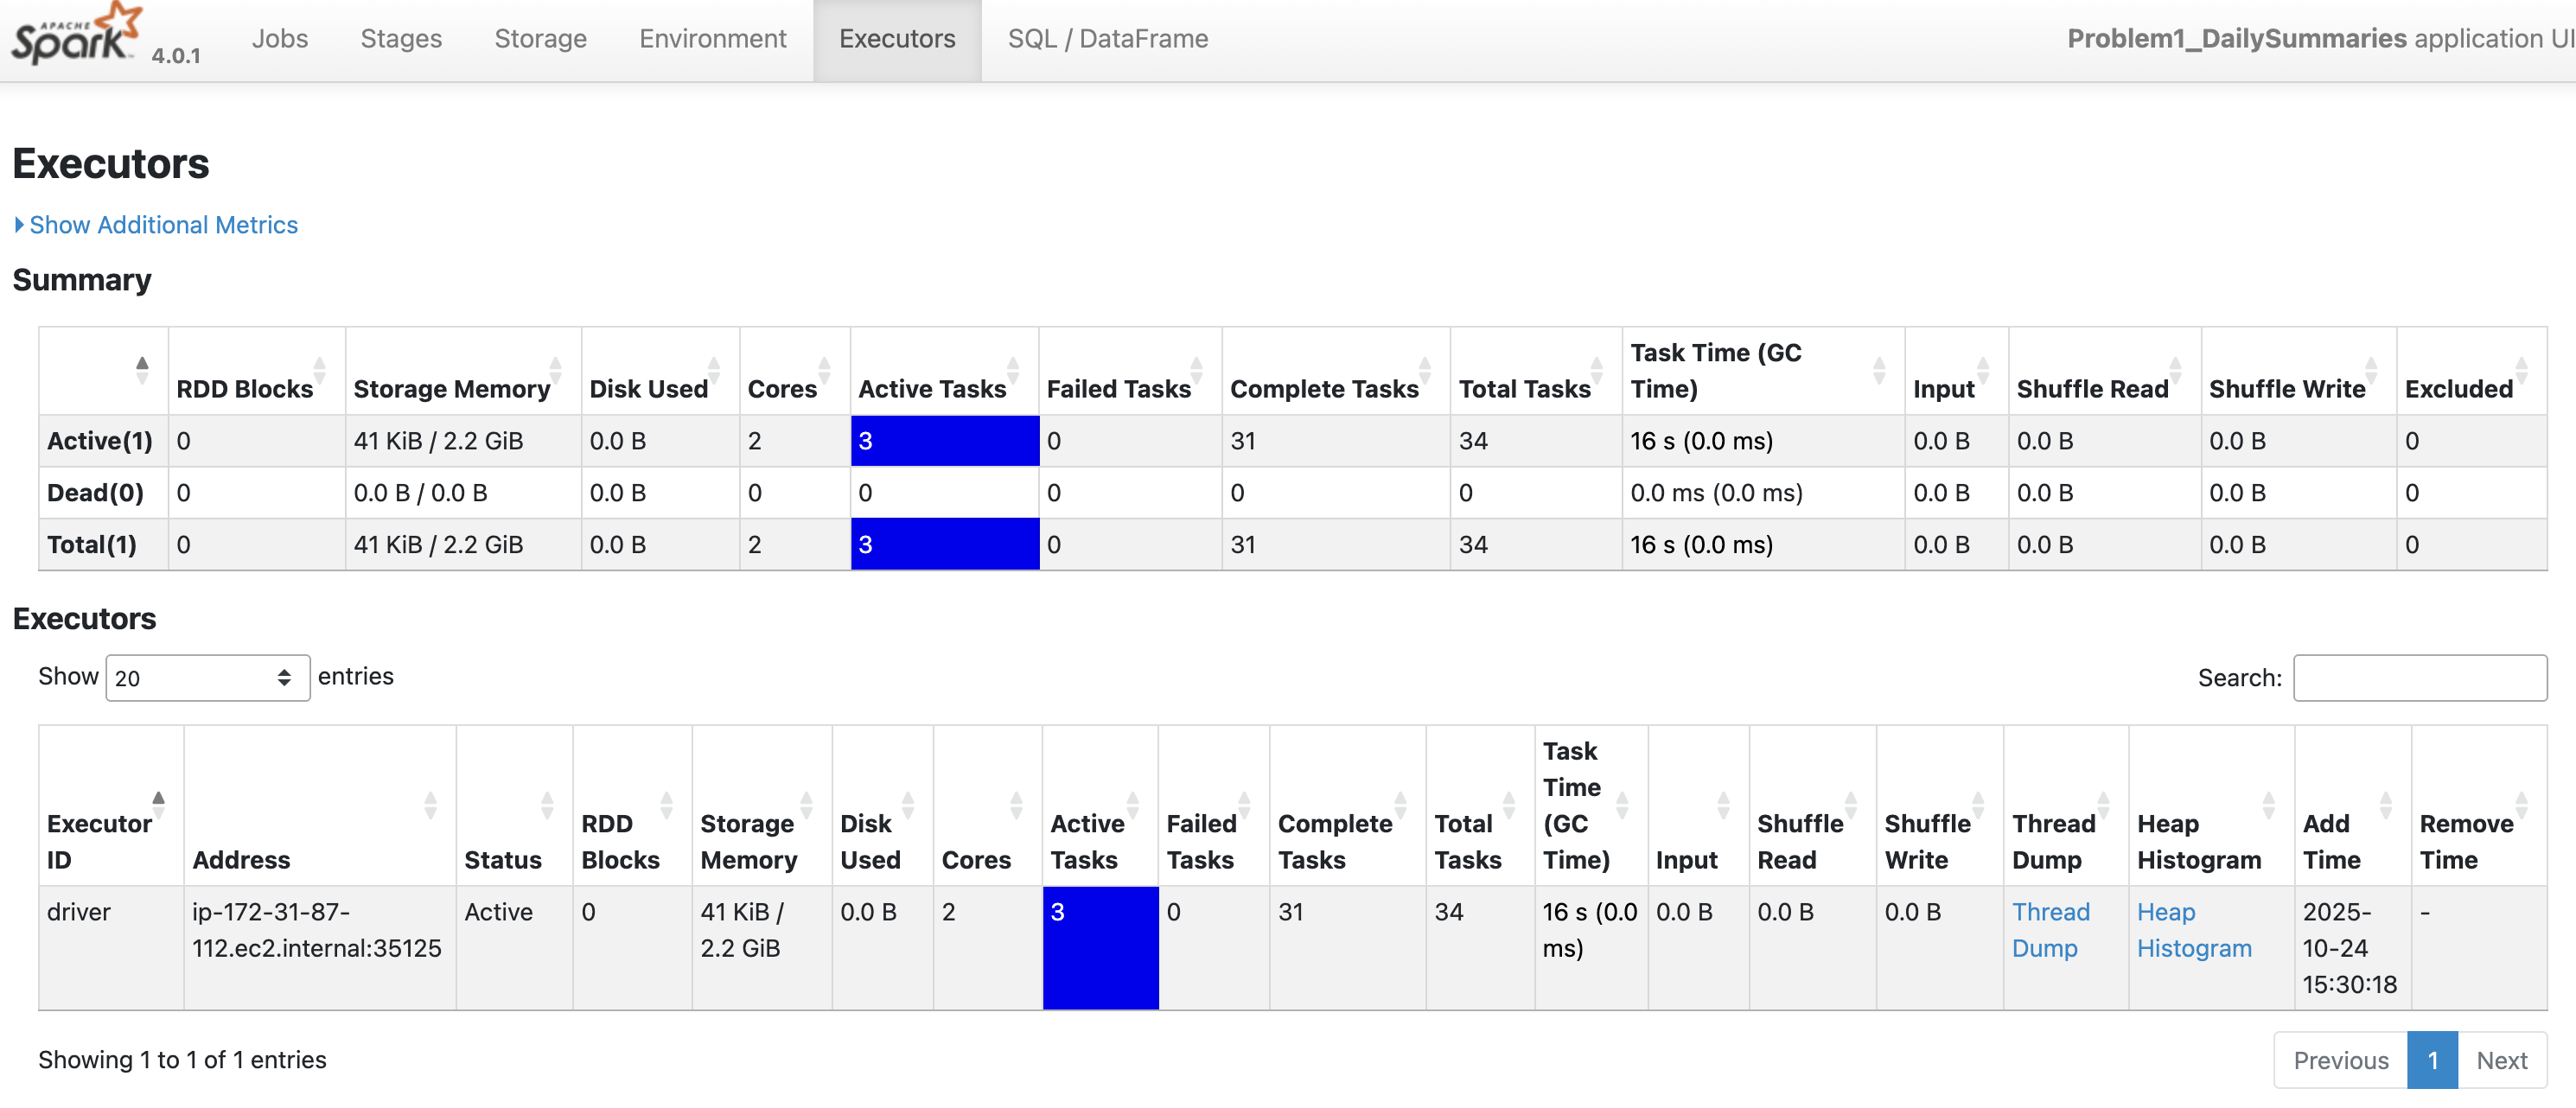 APACHE
Spark 4.0.1 Jobs Stages Storage Environment Executors SQL / DataFrame Problem1_DailySummaries application UI
Executors
Show Additional Metrics
Summary
RDD Blocks Storage Memory Disk Used Cores Active Tasks Failed Tasks Complete Tasks Total Tasks Task Time (GC Time) Input Shuffle Read Shuffle Write Excluded
Active(1) 0 41 KiB / 2.2 GiB 0.0 B 2 3 0 31 34 16 s (0.0 ms) 0.0 B 0.0 B 0.0 B 0
Dead(0) 0 0.0 B / 0.0 B 0.0 B 0 0 0 0 0 0.0 ms (0.0 ms) 0.0 B 0.0 B 0.0 B 0
Total(1) 0 41 KiB / 2.2 GiB 0.0 B 2 3 0 31 34 16 s (0.0 ms) 0.0 B 0.0 B 0.0 B 0
Executors
Show 20 entries Search:
Executor ID Address Status RDD Blocks Storage Memory Disk Used Cores Active Tasks Failed Tasks Complete Tasks Total Tasks Task Time (GC Time) Input Shuffle Read Shuffle Write Thread Dump Heap Histogram Add Time Remove Time
driver ip-172-31-87-112.ec2.internal:35125 Active 0 41 KiB / 2.2 GiB 0.0 B 2 3 0 31 34 16 s (0.0 ms) 0.0 B 0.0 B 0.0 B Thread Dump Heap Histogram 2025-10-24 15:30:18 -
Showing 1 to 1 of 1 entries Previous 1 Next